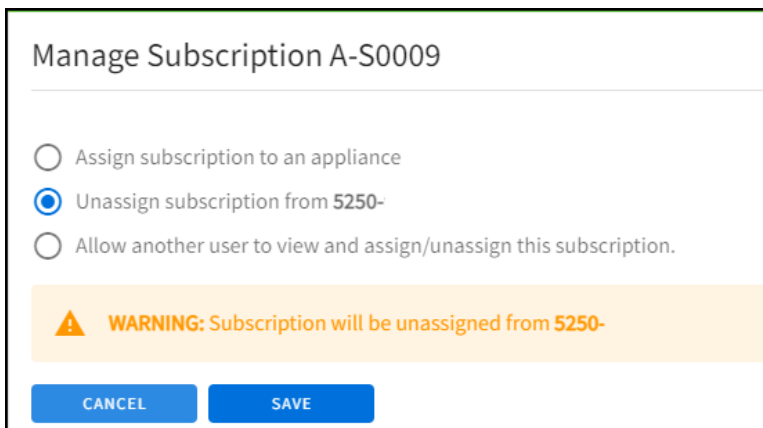 Manage Subscription A-S0009
Assign subscription to an appliance
Unassign subscription from 5250-
Allow another user to view and assign/unassign this subscription.
WARNING: Subscription will be unassigned from 5250-
CANCEL
SAVE